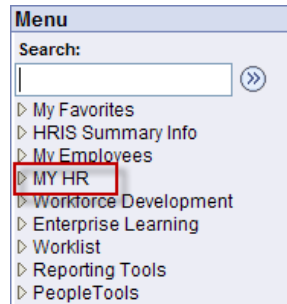 Menu
Search:
My Favorites
HRIS Summary Info
My Employees
MY HR
Workforce Development
Enterprise Learning
Worklist
Reporting Tools
PeopleTools